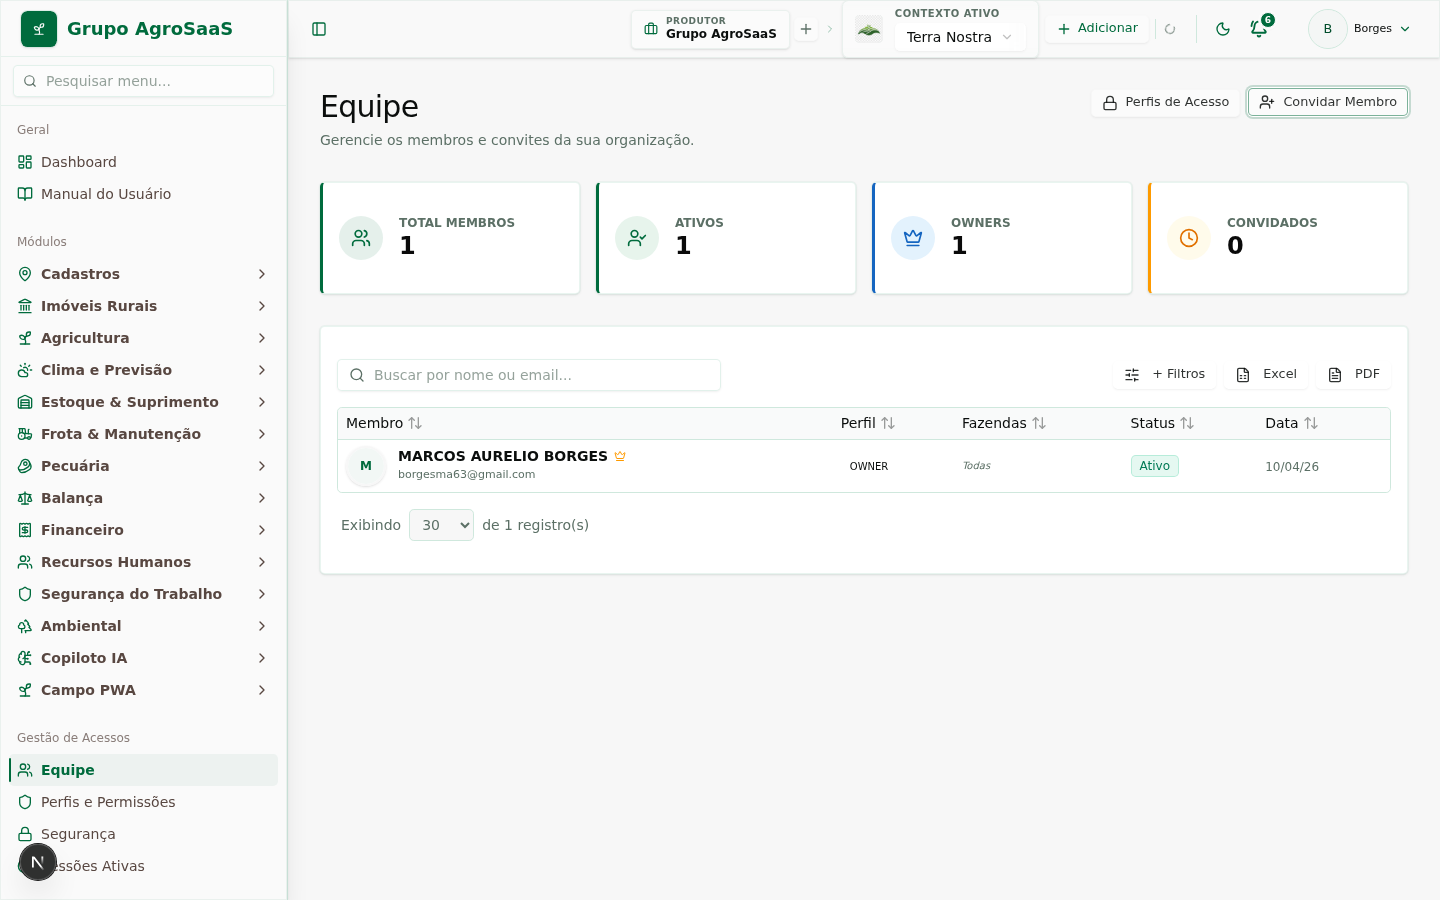 Grupo AgroSaaS
Pesquisar menu...
Geral
Dashboard
Manual do Usuário
Módulos
Cadastros
Imóveis Rurais
Agricultura
Clima e Previsão
Estoque & Suprimento
Frota & Manutenção
Pecuária
Balança
Financeiro
Recursos Humanos
Segurança do Trabalho
Ambiental
Copiloto IA
Campo PWA
Gestão de Acessos
Equipe
Perfis e Permissões
Segurança
essões Ativas
N
PRODUTOR
Grupo AgroSaaS
CONTEXTO ATIVO
Terra Nostra
Adicionar
6
B
Borges
Equipe
Gerencie os membros e convites da sua organização.
Perfis de Acesso
Convidar Membro
TOTAL MEMBROS
1
ATIVOS
1
OWNERS
1
CONVIDADOS
0
Buscar por nome ou email...
+ Filtros
Excel
PDF
Membro Perfil Fazendas Status Data
M
MARCOS AURELIO BORGES
borgesma63@gmail.com
OWNER
Todas
Ativo
10/04/26
Exibindo 30 de 1 registro(s)